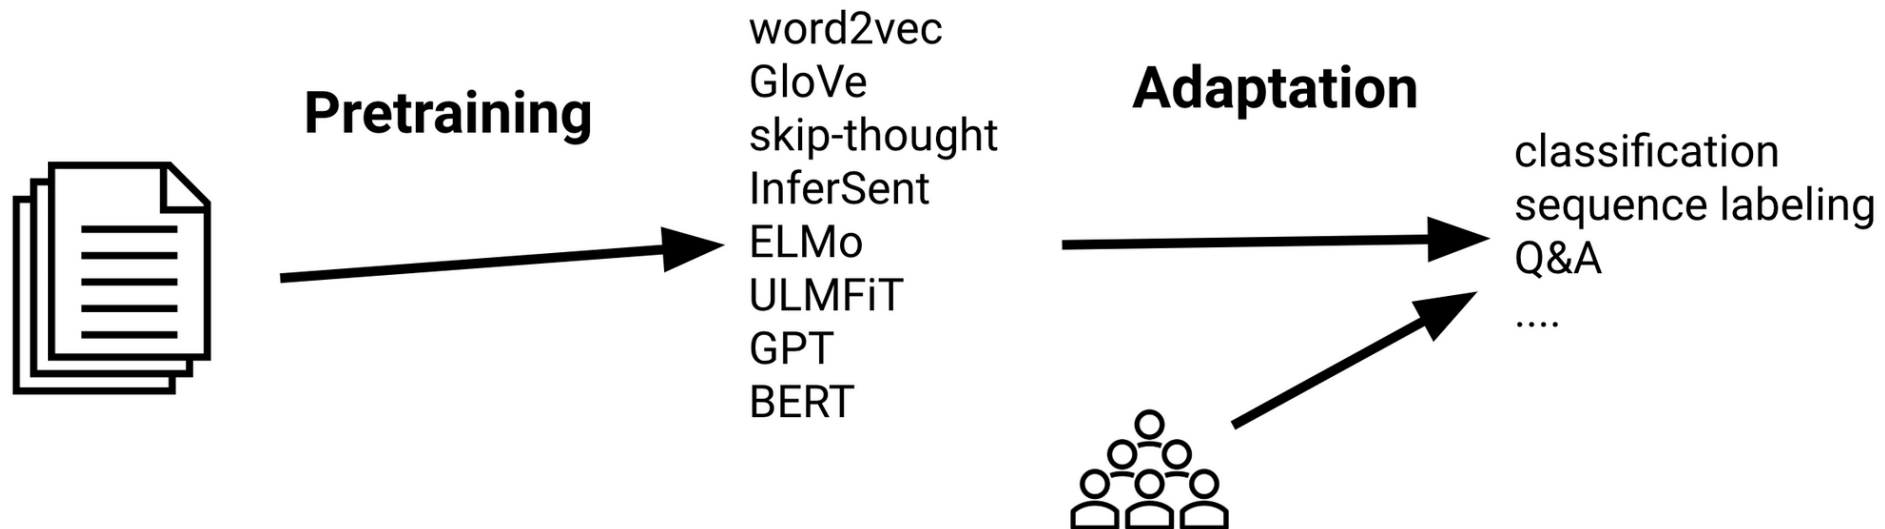 Pretraining
word2vec
GloVe
skip-thought
InferSent
ELMo
ULMFiT
GPT
BERT
Adaptation
classification
sequence labeling
Q&A
....